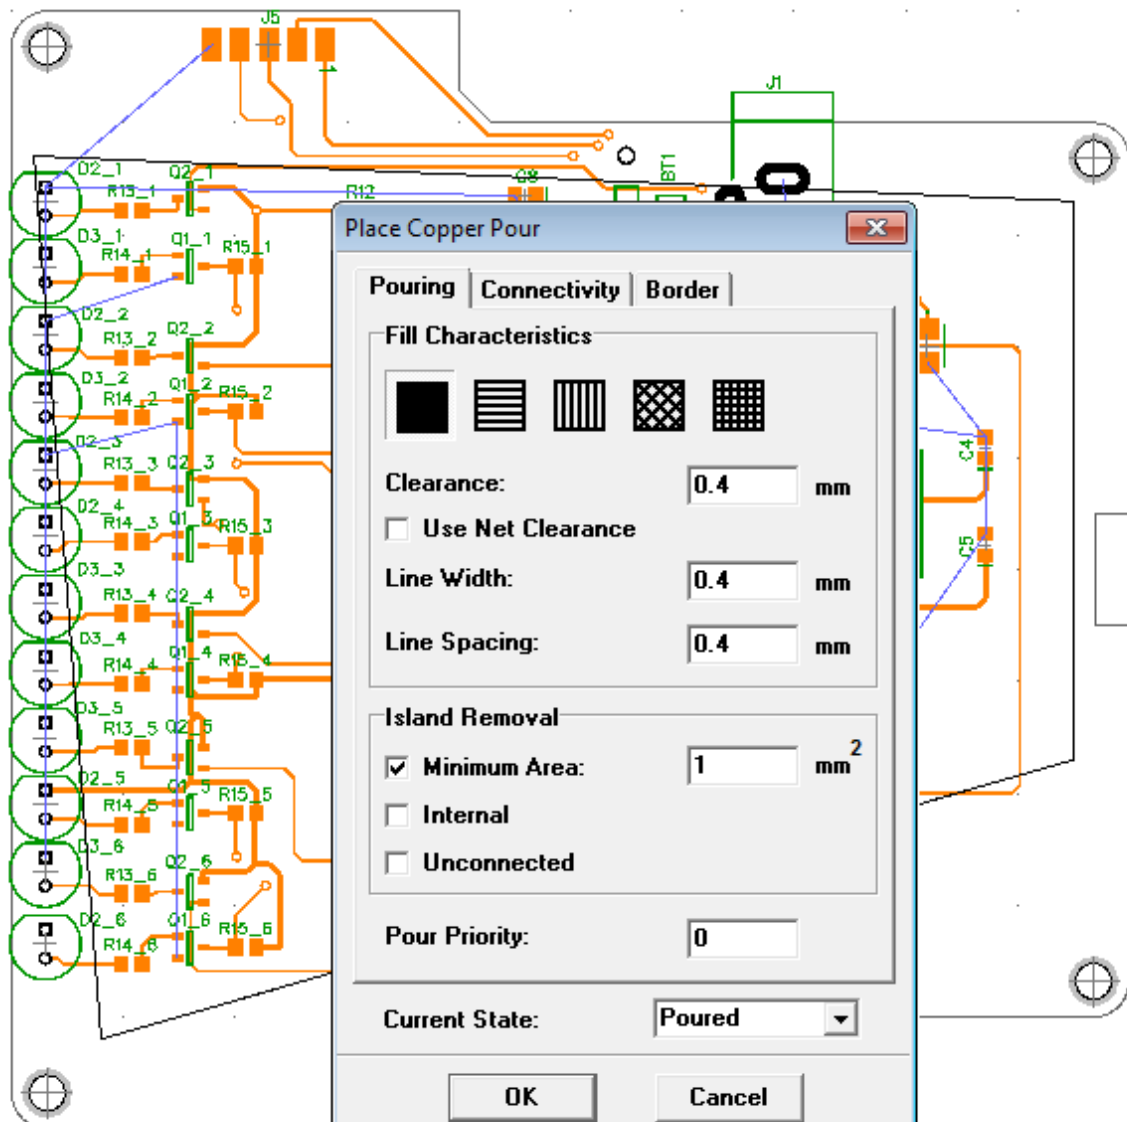 J5
1
J1
BT1
D2_1
Q2_1
C8
R13_1
R12
D3_1
Q1_1
R15_1
R14_1
D2_2
Q2_2
R13_2
D3_2
Q1_2
R15_2
R14_2
D2_3
Q2_3
R13_3
D2_4
Q1_3
R15_3
R14_3
D3_3
R13_4
Q2_4
D3_4
Q1_4
R15_4
R14_4
D3_5
R13_5
Q2_5
D2_5
Q1_5
R15_5
R14_5
D3_6
Q2_6
R13_6
D2_6
Q1_6
R15_6
R14_6
C4
C5
Place Copper Pour
Pouring
Connectivity
Border
Fill Characteristics
Clearance:
0.4 mm
Use Net Clearance
Line Width:
0.4 mm
Line Spacing:
0.4 mm
Island Removal
Minimum Area:
1 mm2
Internal
Unconnected
Pour Priority:
0
Current State:
Poured
OK
Cancel